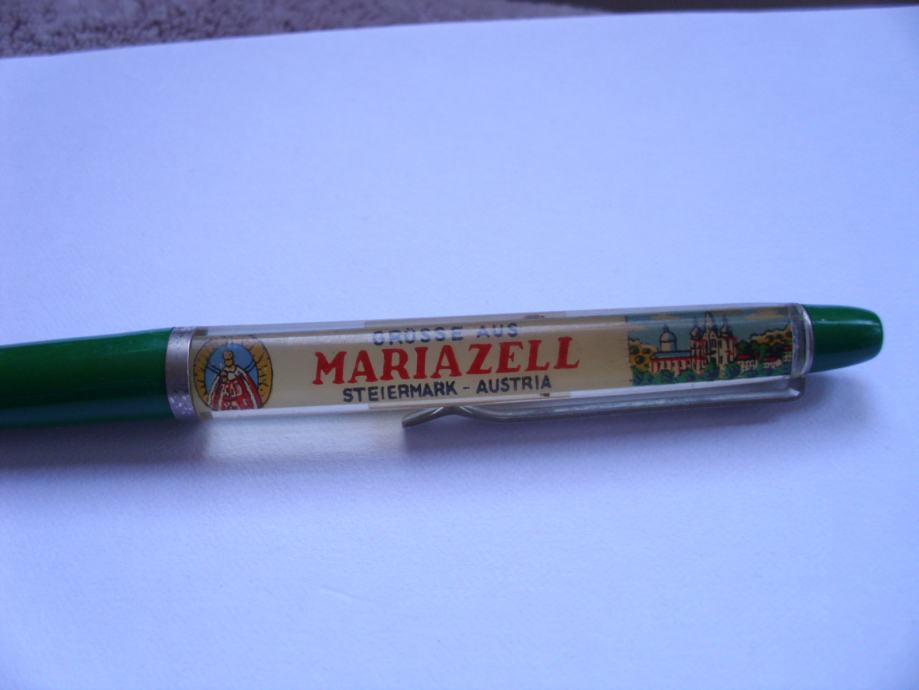 GRÜSSE AUS
MARIAZELL
STEIERMARK - AUSTRIA